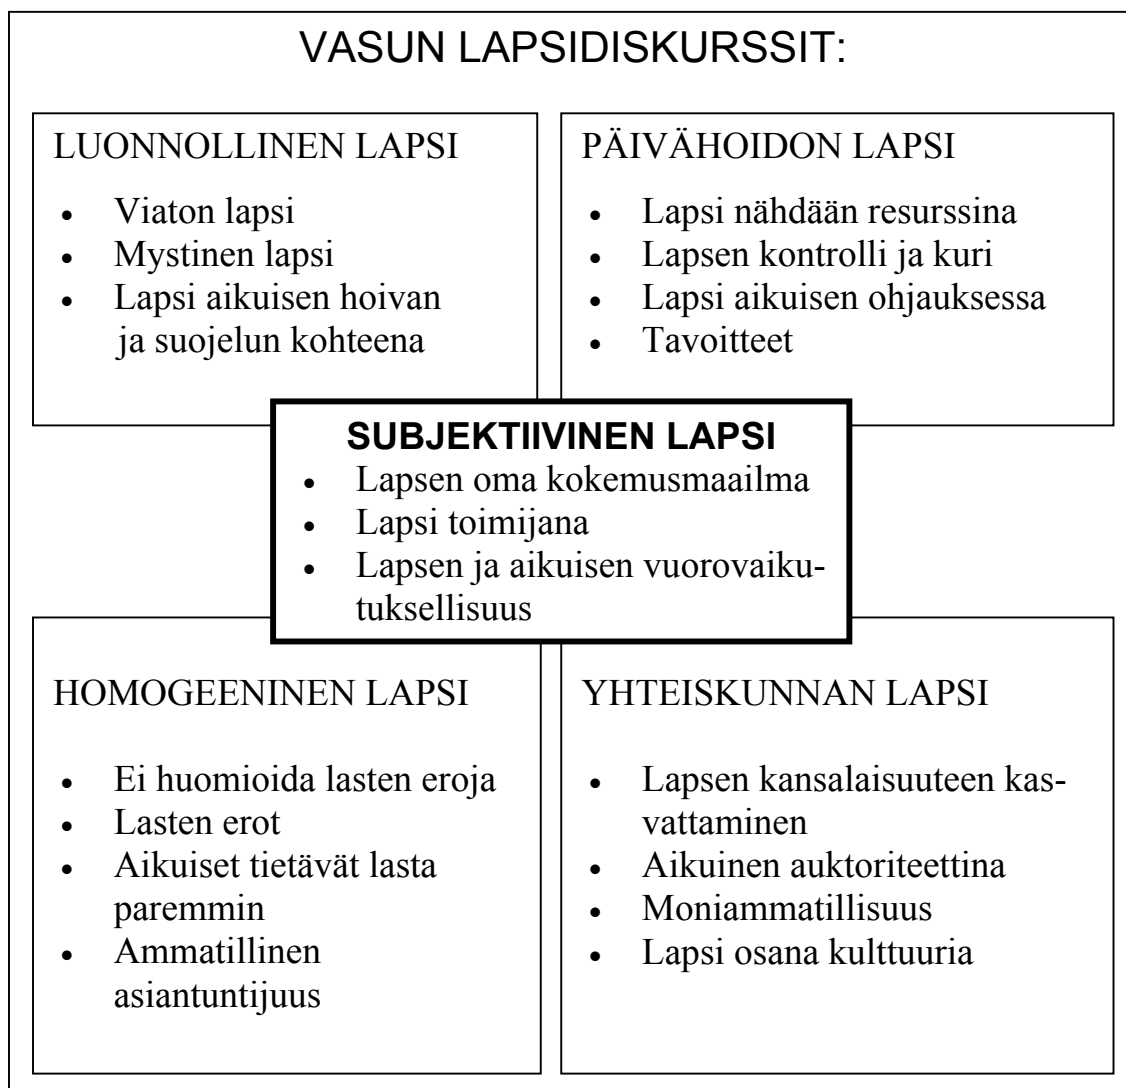 VASUN LAPSIDISKURSSIT:
LUONNOLLINEN LAPSI
• Viaton lapsi
• Mystinen lapsi
• Lapsi aikuisen hoivan
ja suojelun kohteena
PÄIVÄHOIDON LAPSI
• Lapsi nähdään resurssina
• Lapsen kontrolli ja kuri
• Lapsi aikuisen ohjauksessa
• Tavoitteet
SUBJEKTIIVINEN LAPSI
• Lapsen oma kokemusmaailma
• Lapsi toimijana
• Lapsen ja aikuisen vuorovaiku-
tuksellisuus
HOMOGEENINEN LAPSI
• Ei huomioida lasten eroja
• Lasten erot
• Aikuiset tietävät lasta
paremmin
• Ammatillinen
asiantuntijuus
YHTEISKUNNAN LAPSI
• Lapsen kansalaisuuteen kas-
vattaminen
• Aikuinen auktoriteettina
• Moniammatillisuus
• Lapsi osana kulttuuria